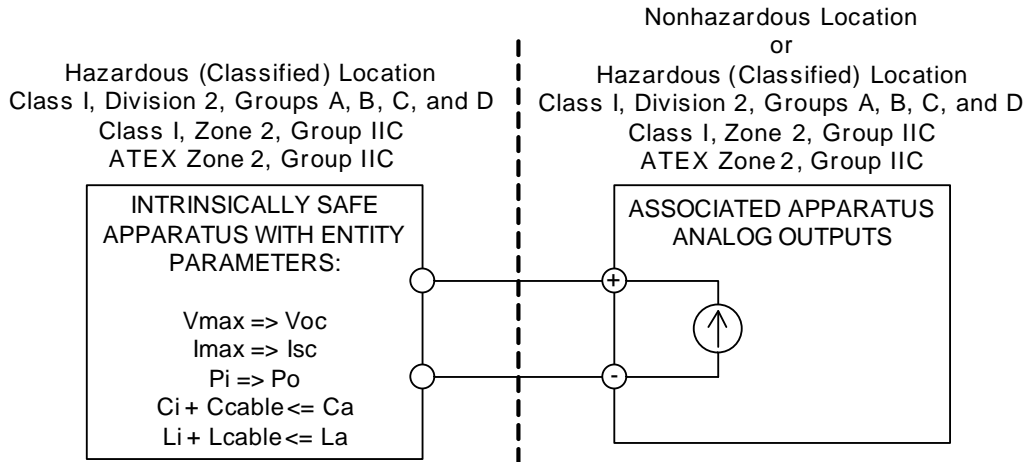 Nonhazardous Location
or
Hazardous (Classified) Location
Class I, Division 2, Groups A, B, C, and D
Class I, Zone 2, Group IIC
ATEX Zone 2, Group IIC
Hazardous (Classified) Location
Class I, Division 2, Groups A, B, C, and D
Class I, Zone 2, Group IIC
ATEX Zone 2, Group IIC
INTRINSICALLY SAFE
APPARATUS WITH ENTITY
PARAMETERS:
Vmax => Voc
Imax => Isc
Pi => Po
Ci + Ccable <= Ca
Li + Lcable <= La
ASSOCIATED APPARATUS
ANALOG OUTPUTS
+
-